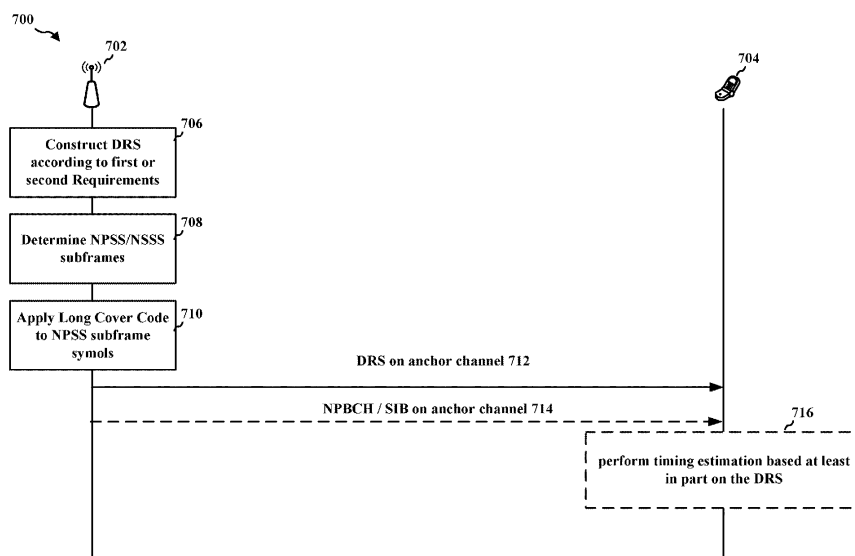 700
702
704
706
Construct DRS
according to first or
second Requirements
708
Determine NPSS/NSSS
subframes
710
Apply Long Cover Code
to NPSS subframe
symols
DRS on anchor channel 712
NPBCH / SIB on anchor channel 714
716
perform timing estimation based at least
in part on the DRS